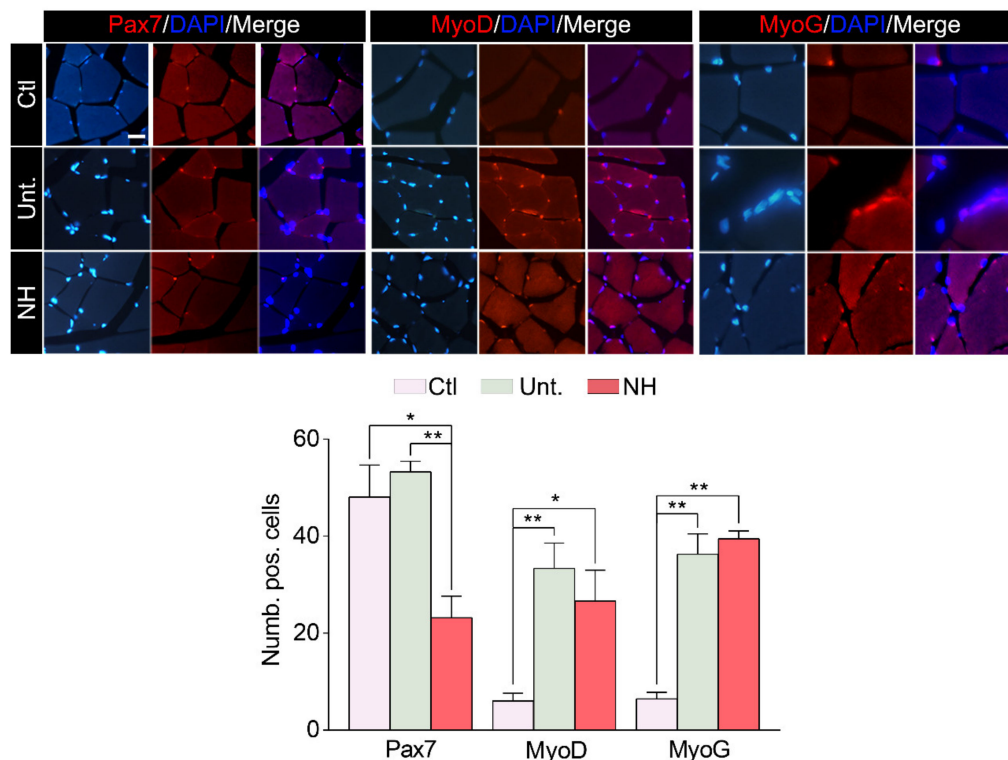 Pax7/DAPI/Merge
MyoD/DAPI/Merge
MyoG/DAPI/Merge
Ctl
Unt.
NH
Ctl
Unt.
NH
Numb. pos. cells
60
40
20
0
*
**
**
*
**
**
Pax7
MyoD
MyoG